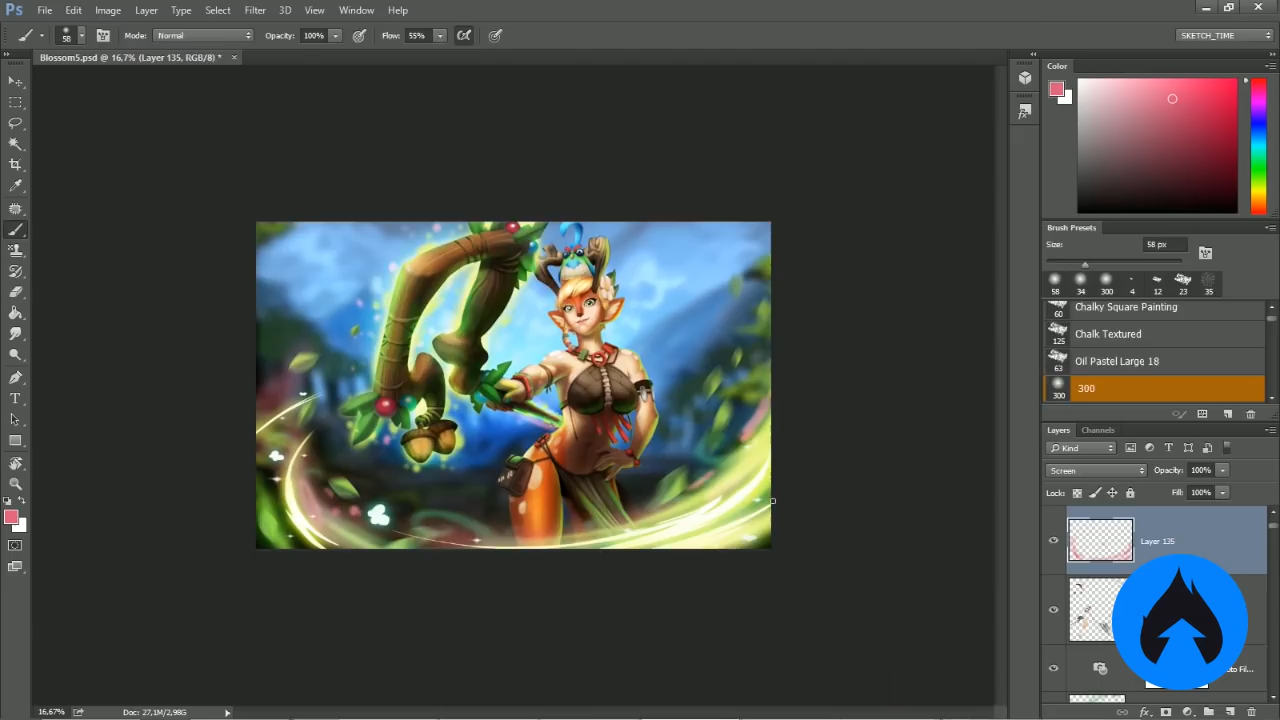 Ps File Edit Image Layer Type Select Filter 3D View Window Help
58 Mode: Normal Opacity: 100% Flow: 55% SKETCH_TIME
Blossom5.psd @ 16,7% (Layer 135, RGB/8) * ×
Color
Brush Presets
Size: 58 px
58 34 300 4 12 23 35
60 Chalky Square Painting
125 Chalk Textured
63 Oil Pastel Large 18
300 300
Layers Channels
Kind
Screen Opacity: 100%
Lock: Fill: 100%
Layer 135
16,67% Doc: 27,1M/2,98G